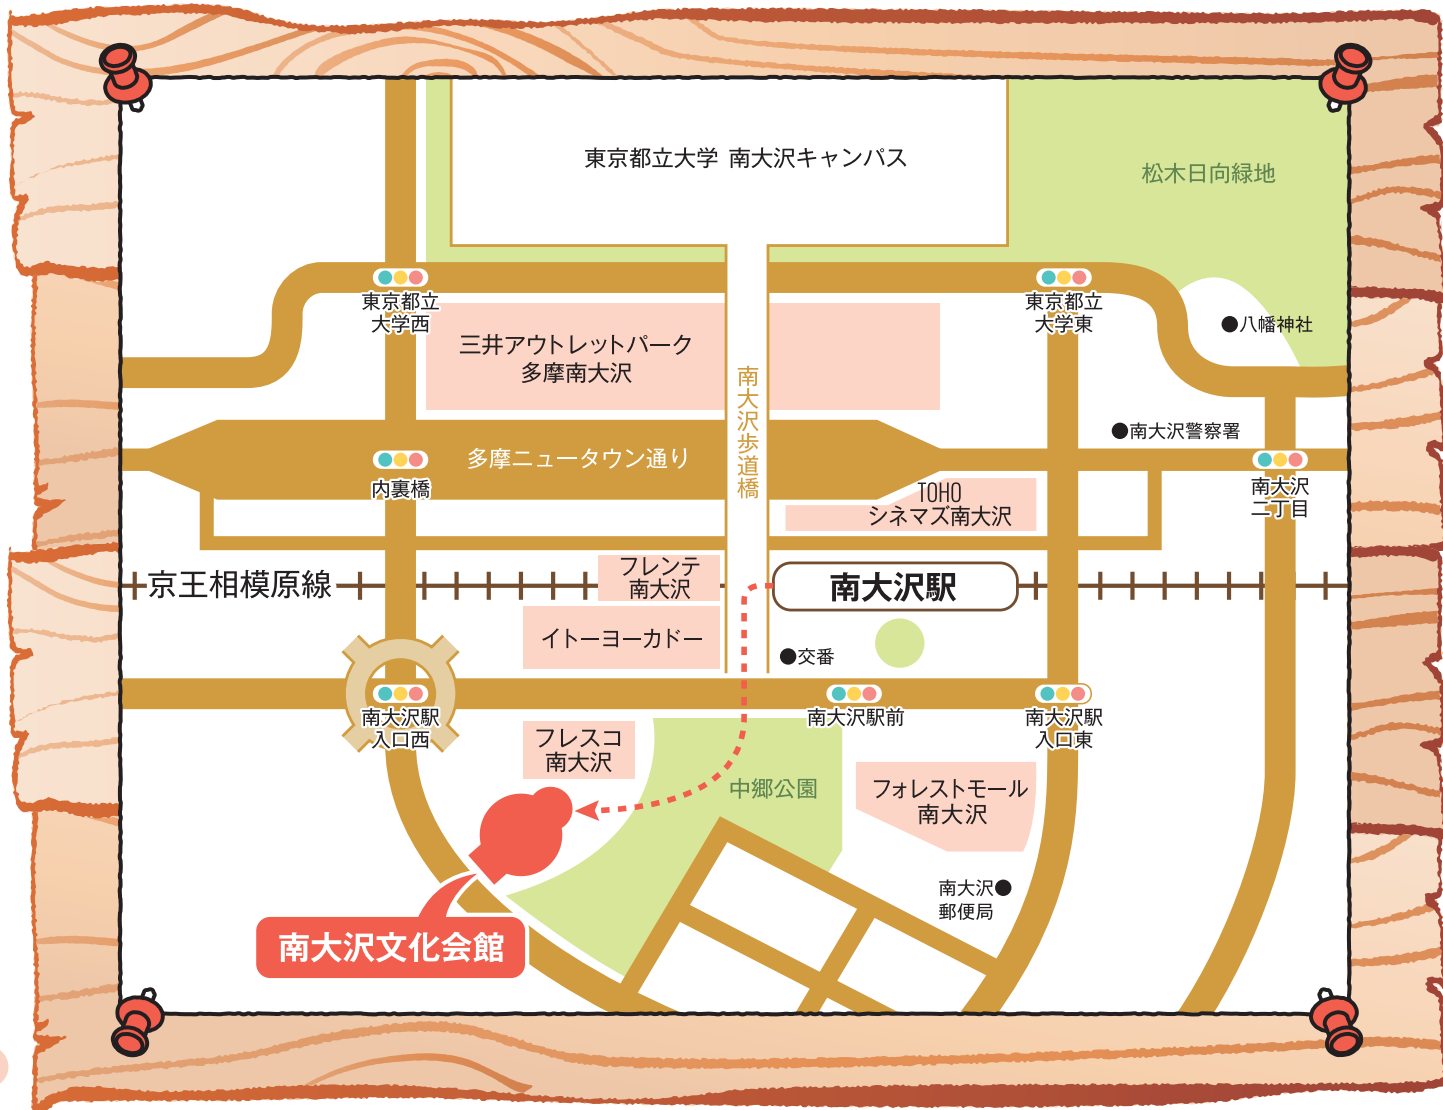 東京都立大学 南大沢キャンパス
松木日向緑地
東京都立
大学西
東京都立
大学東
八幡神社
三井アウトレットパーク
多摩南大沢
南大沢歩道橋
南大沢警察署
多摩ニュータウン通り
内裏橋
南大沢
二丁目
TOHO
シネマズ南大沢
京王相模原線
フレンテ
南大沢
南大沢駅
イトーヨーカドー
交番
南大沢駅
入口西
南大沢駅前
南大沢駅
入口東
フレスコ
南大沢
中郷公園
フォレストモール
南大沢
南大沢
郵便局
南大沢文化会館